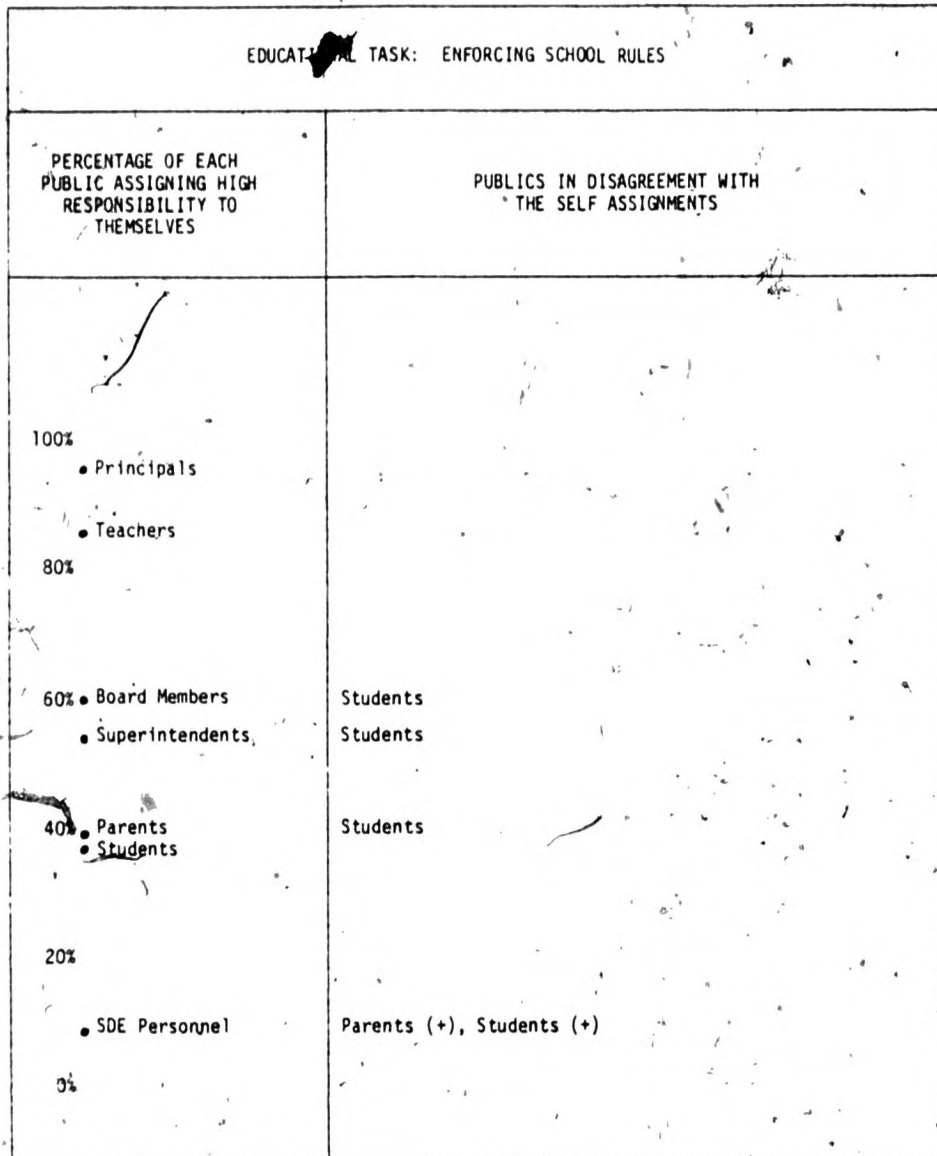 EDUCATIONAL TASK: ENFORCING SCHOOL RULES
PERCENTAGE OF EACH
PUBLIC ASSIGNING HIGH
RESPONSIBILITY TO
THEMSELVES
PUBLICS IN DISAGREEMENT WITH
THE SELF ASSIGNMENTS
100%
• Principals
• Teachers
80%
60% • Board Members Students
• Superintendents Students
40% • Parents Students
• Students
20%
• SDE Personnel Parents (+), Students (+)
0%